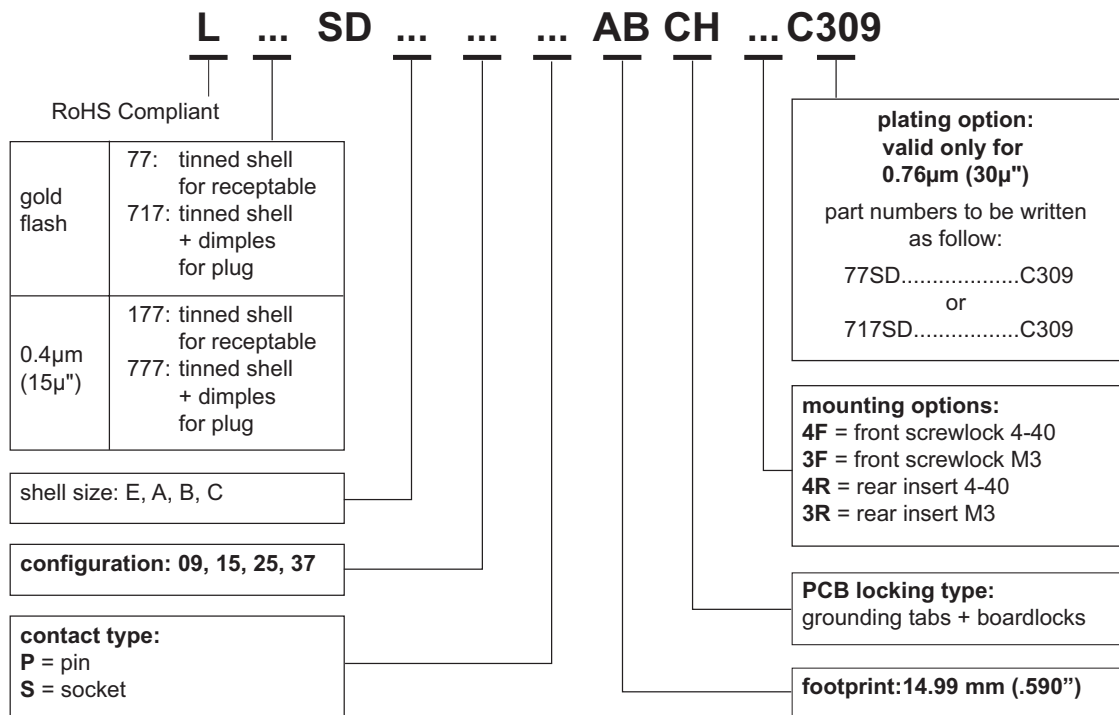 L ... SD ... ... ... AB CH ... C309
RoHS Compliant
gold
flash
77: tinned shell
for receptable
717: tinned shell
+ dimples
for plug
0.4µm
(15µ")
177: tinned shell
for receptable
777: tinned shell
+ dimples
for plug
shell size: E, A, B, C
configuration: 09, 15, 25, 37
contact type:
P = pin
S = socket
plating option:
valid only for
0.76µm (30µ")
part numbers to be written
as follow:
77SD..................C309
or
717SD................C309
mounting options:
4F = front screwlock 4-40
3F = front screwlock M3
4R = rear insert 4-40
3R = rear insert M3
PCB locking type:
grounding tabs + boardlocks
footprint:14.99 mm (.590”)